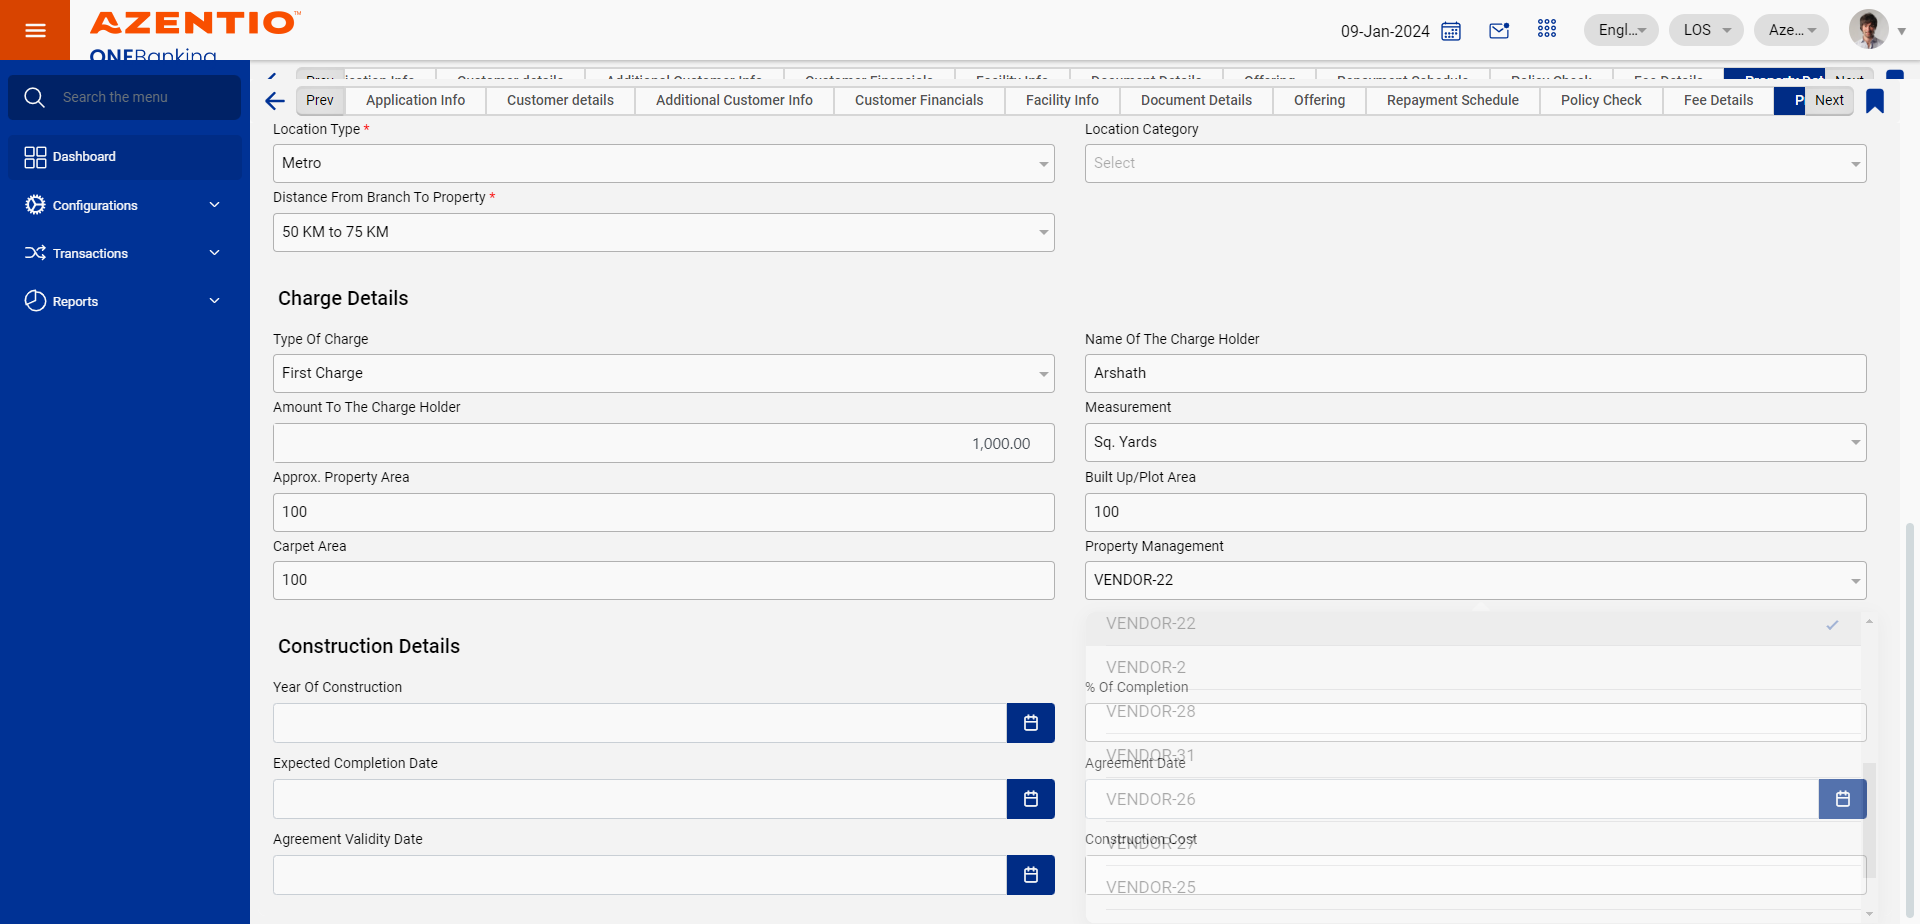 AZENTIO™
ONEBanking
09-Jan-2024
Engl...
LOS
Aze...
Search the menu
Dashboard
Configurations
Transactions
Reports
Prev
Application Info
Customer details
Additional Customer Info
Customer Financials
Facility Info
Document Details
Offering
Repayment Schedule
Policy Check
Fee Details
P
Next
Location Type *
Location Category
Metro
Select
Distance From Branch To Property *
50 KM to 75 KM
Charge Details
Type Of Charge
Name Of The Charge Holder
First Charge
Arshath
Amount To The Charge Holder
Measurement
1,000.00
Sq. Yards
Approx. Property Area
Built Up/Plot Area
100
100
Carpet Area
Property Management
100
VENDOR-22
VENDOR-22
Construction Details
VENDOR-2
Year Of Construction
% Of Completion
VENDOR-28
VENDOR-31
Expected Completion Date
Agreement Date
VENDOR-26
Agreement Validity Date
Construction Cost
VENDOR-27
VENDOR-25